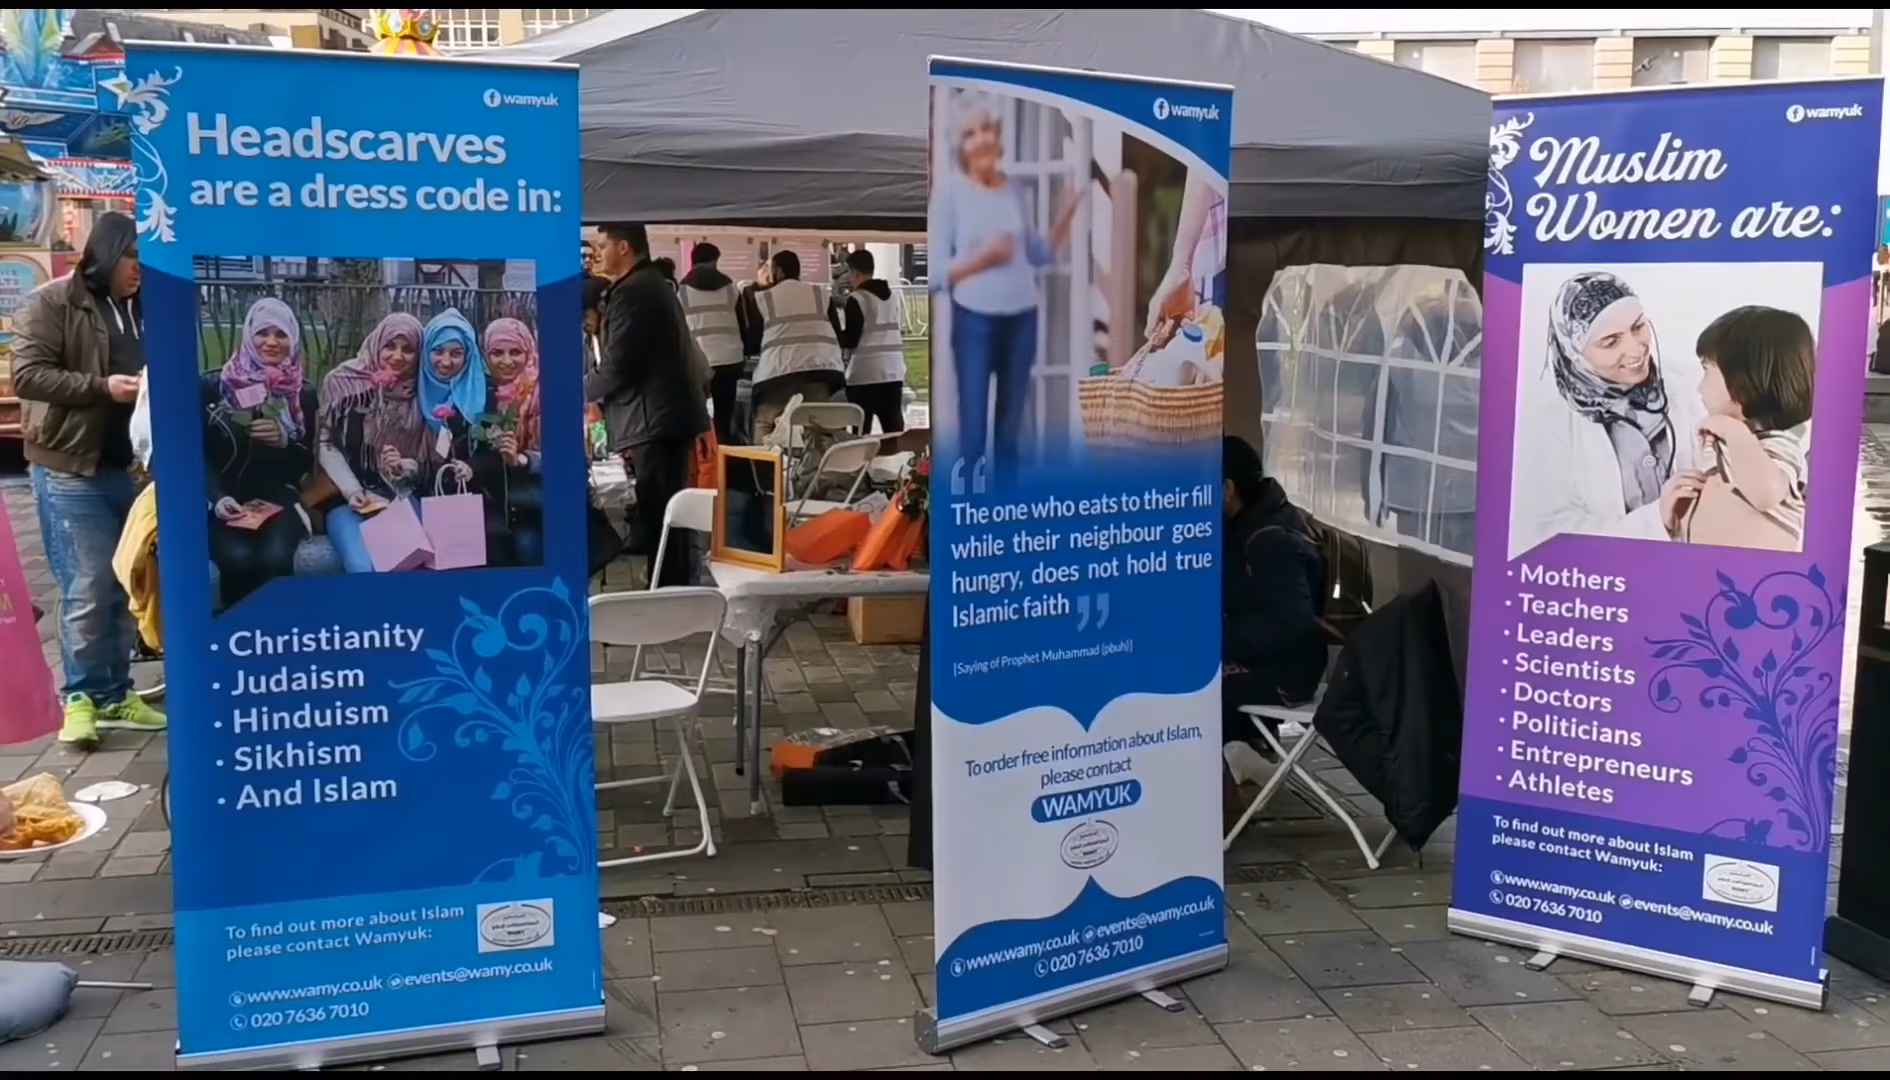 wamyuk
Headscarves
are a dress code in:
· Christianity
· Judaism
· Hinduism
· Sikhism
· And Islam
To find out more about Islam
please contact Wamyuk:
www.wamy.co.uk events@wamy.co.uk
020 7636 7010
wamyuk
“The one who eats to their fill
while their neighbour goes
hungry, does not hold true
Islamic faith”
[Saying of Prophet Muhammad (pbuh)]
To order free information about Islam,
please contact
WAMYUK
www.wamy.co.uk events@wamy.co.uk
020 7636 7010
wamyuk
Muslim
Women are:
· Mothers
· Teachers
· Leaders
· Scientists
· Doctors
· Politicians
· Entrepreneurs
· Athletes
To find out more about Islam
please contact Wamyuk:
www.wamy.co.uk events@wamy.co.uk
020 7636 7010